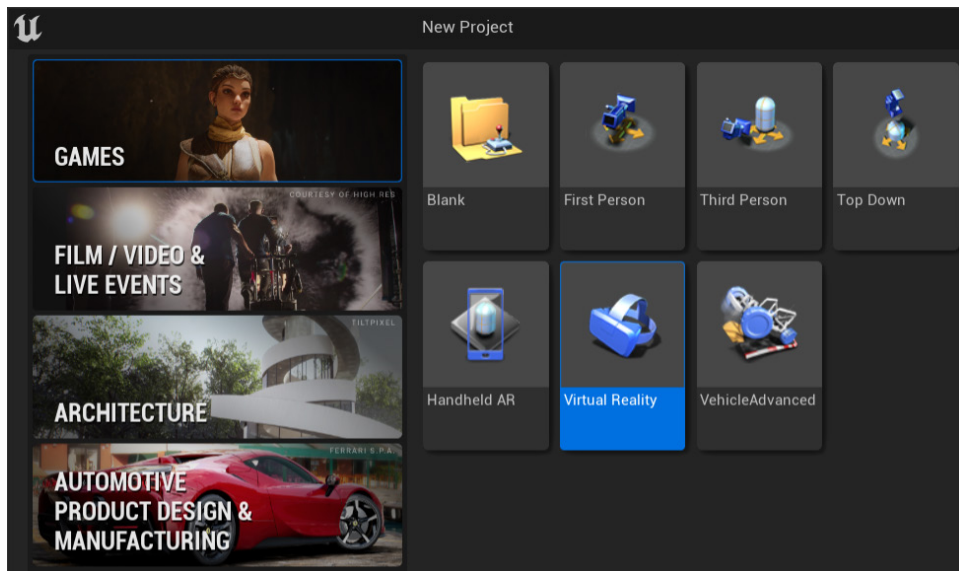 New Project
GAMES
COURTESY OF HIGH RES
FILM / VIDEO &
LIVE EVENTS
TILTPIXEL
ARCHITECTURE
FERRARI S.P.A
AUTOMOTIVE
PRODUCT DESIGN &
MANUFACTURING
Blank
First Person
Third Person
Top Down
Handheld AR
Virtual Reality
VehicleAdvanced